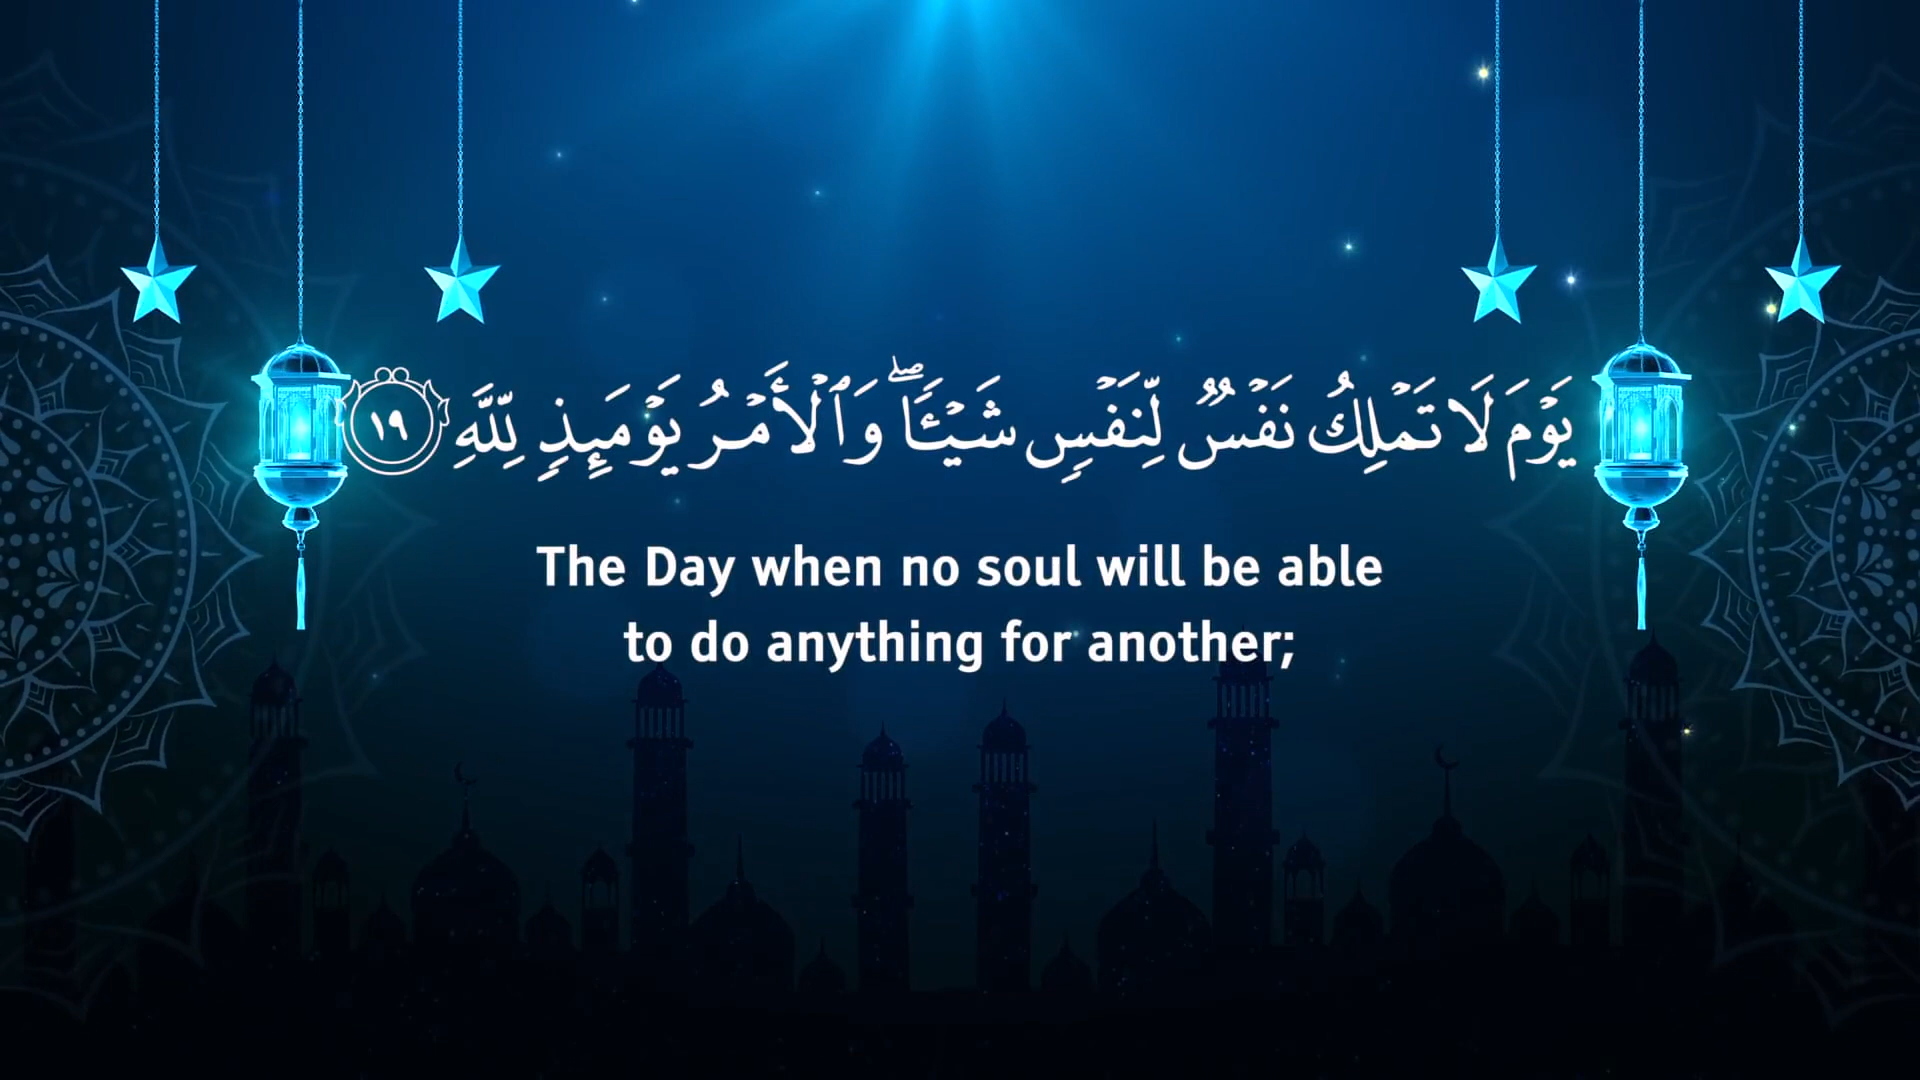 يَوۡمَ لَا تَمۡلِكُ نَفۡسٞ لِّنَفۡسٖ شَيۡـٔٗاۖ وَٱلۡأَمۡرُ يَوۡمَئِذٖ لِّلَّهِ ١٩
The Day when no soul will be able
to do anything for another;